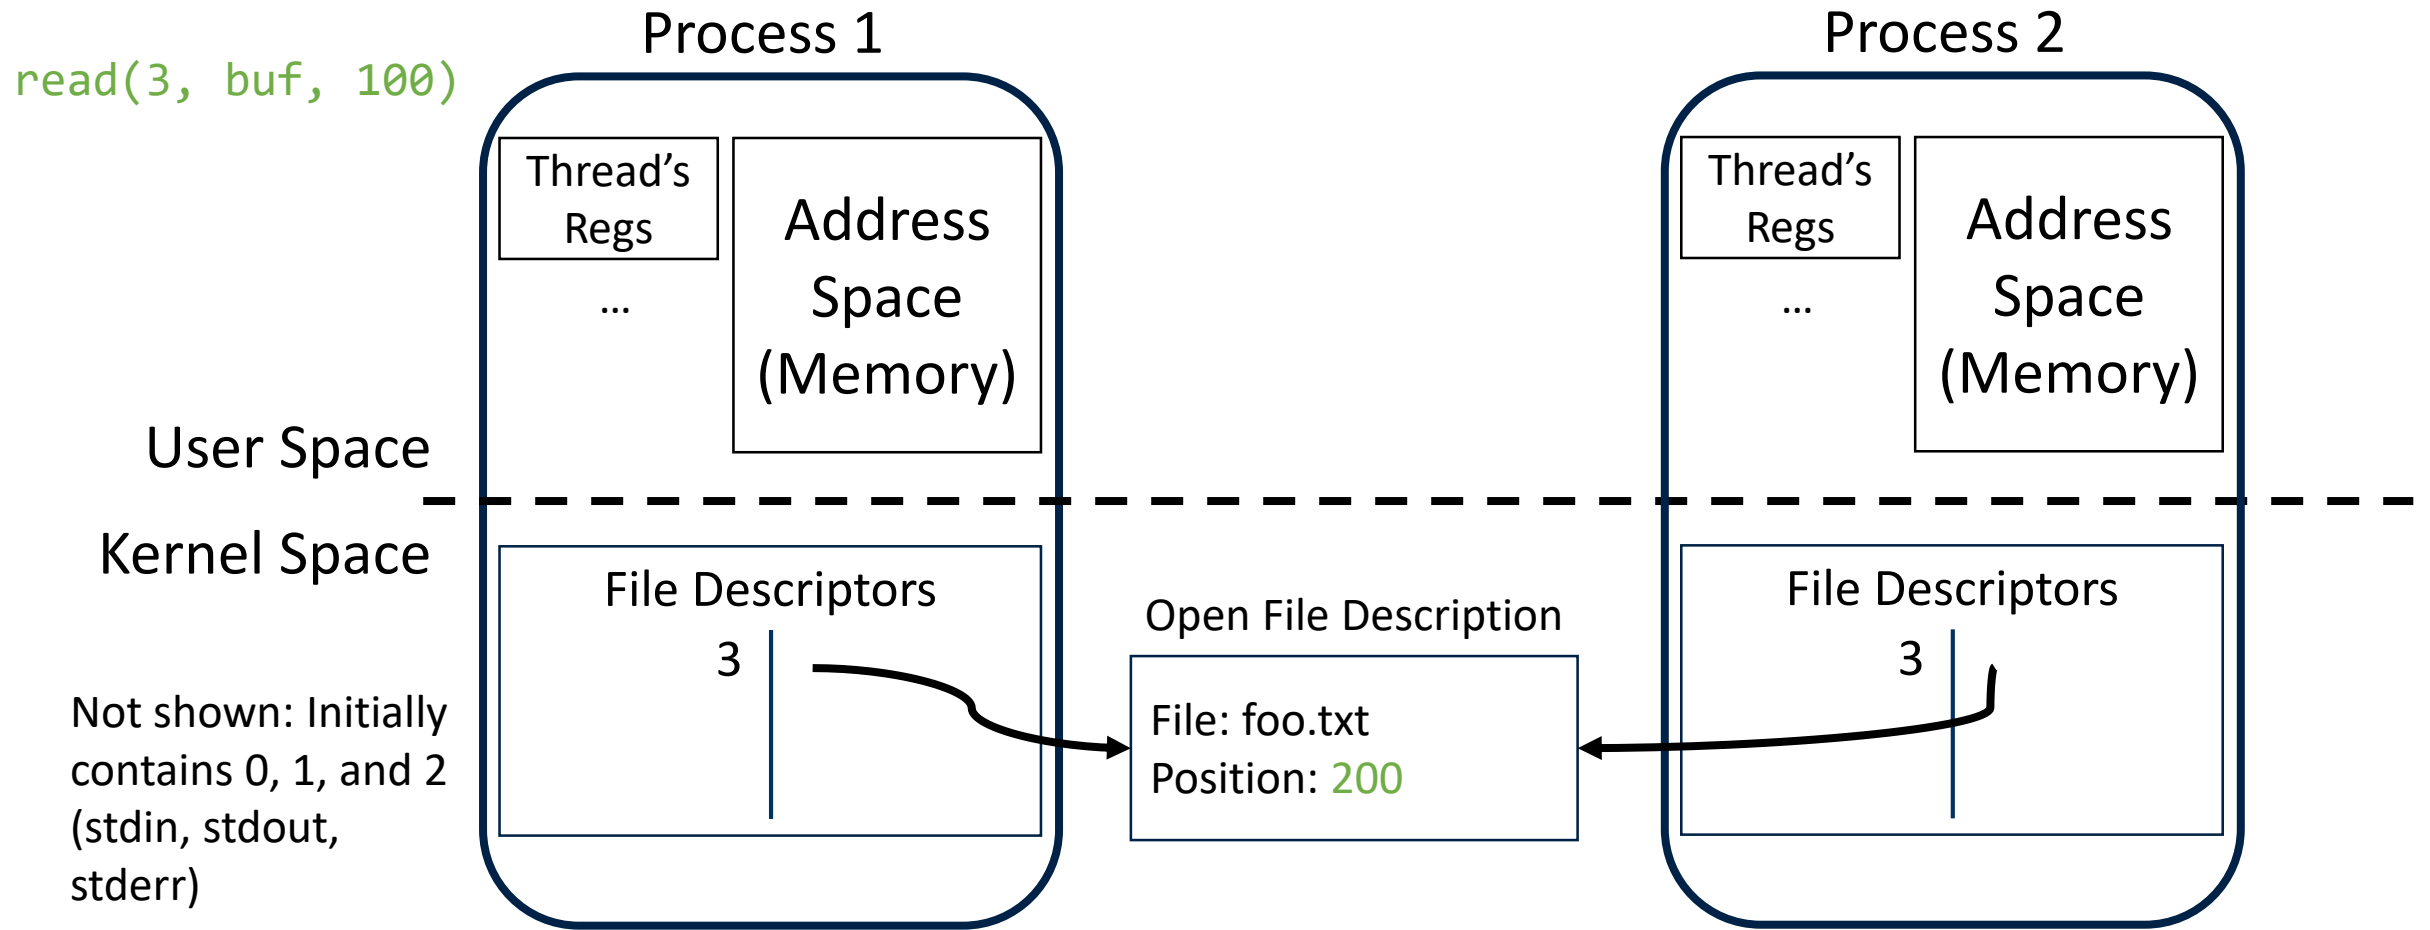 Process 1
Process 2
read(3, buf, 100)
Thread's
Regs
...
Address
Space
(Memory)
Thread's
Regs
...
Address
Space
(Memory)
User Space
Kernel Space
File Descriptors
3
Open File Description
File: foo.txt
Position: 200
File Descriptors
3
Not shown: Initially
contains 0, 1, and 2
(stdin, stdout,
stderr)